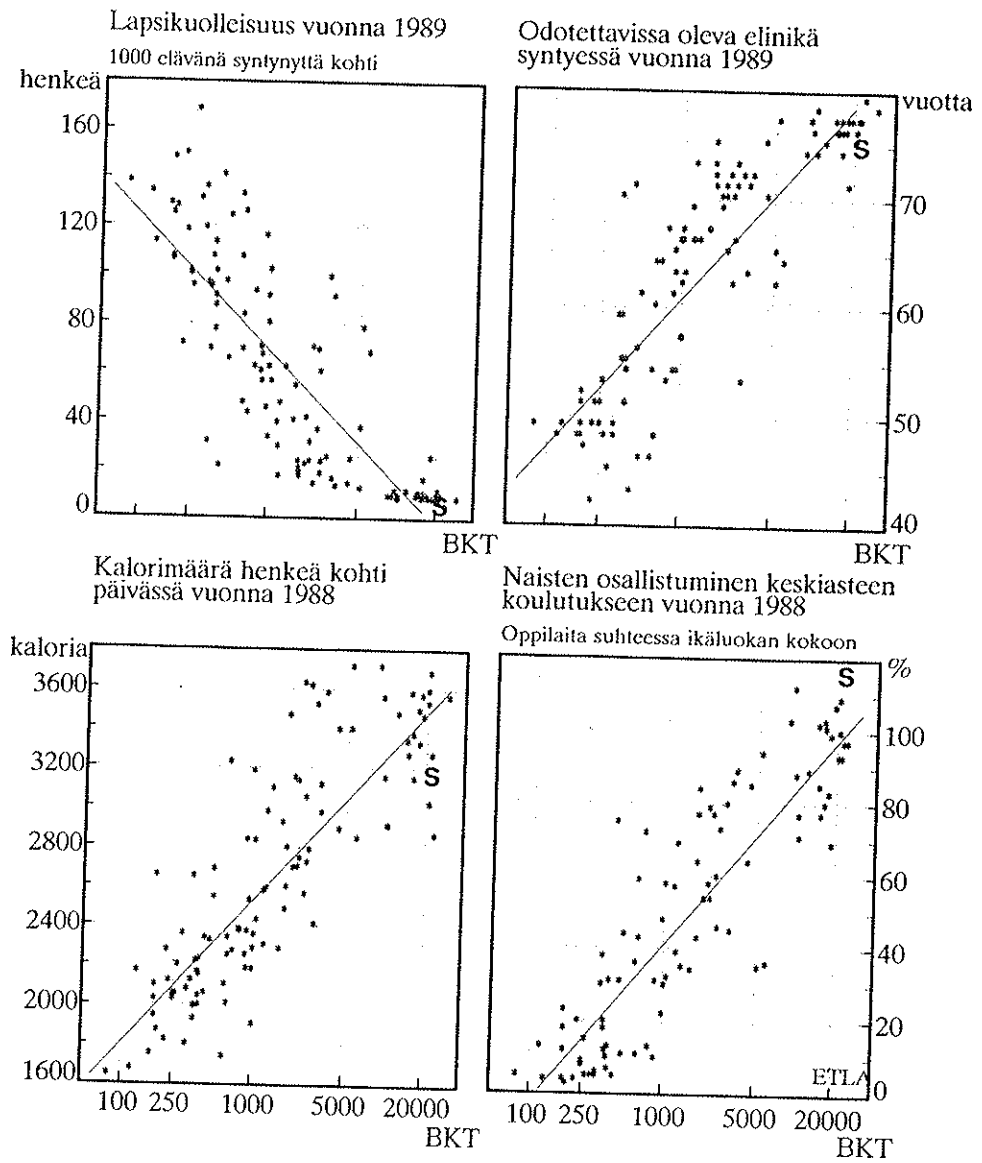 Lapsikuolleisuus vuonna 1989
1000 elävänä syntynyttä kohti
henkeä
160
120
80
40
0
S
BKT
Odotettavissa oleva elinikä
syntyessä vuonna 1989
vuotta
S
70
60
50
40
BKT
Kalorimäärä henkeä kohti
päivässä vuonna 1988
kaloria
3600
3200
S
2800
2400
2000
1600
100 250 1000 5000 20000
BKT
Naisten osallistuminen keskiasteen
koulutukseen vuonna 1988
Oppilaita suhteessa ikäluokan kokoon
%
S
100
80
60
40
20
ETLA
0
100 250 1000 5000 20000
BKT